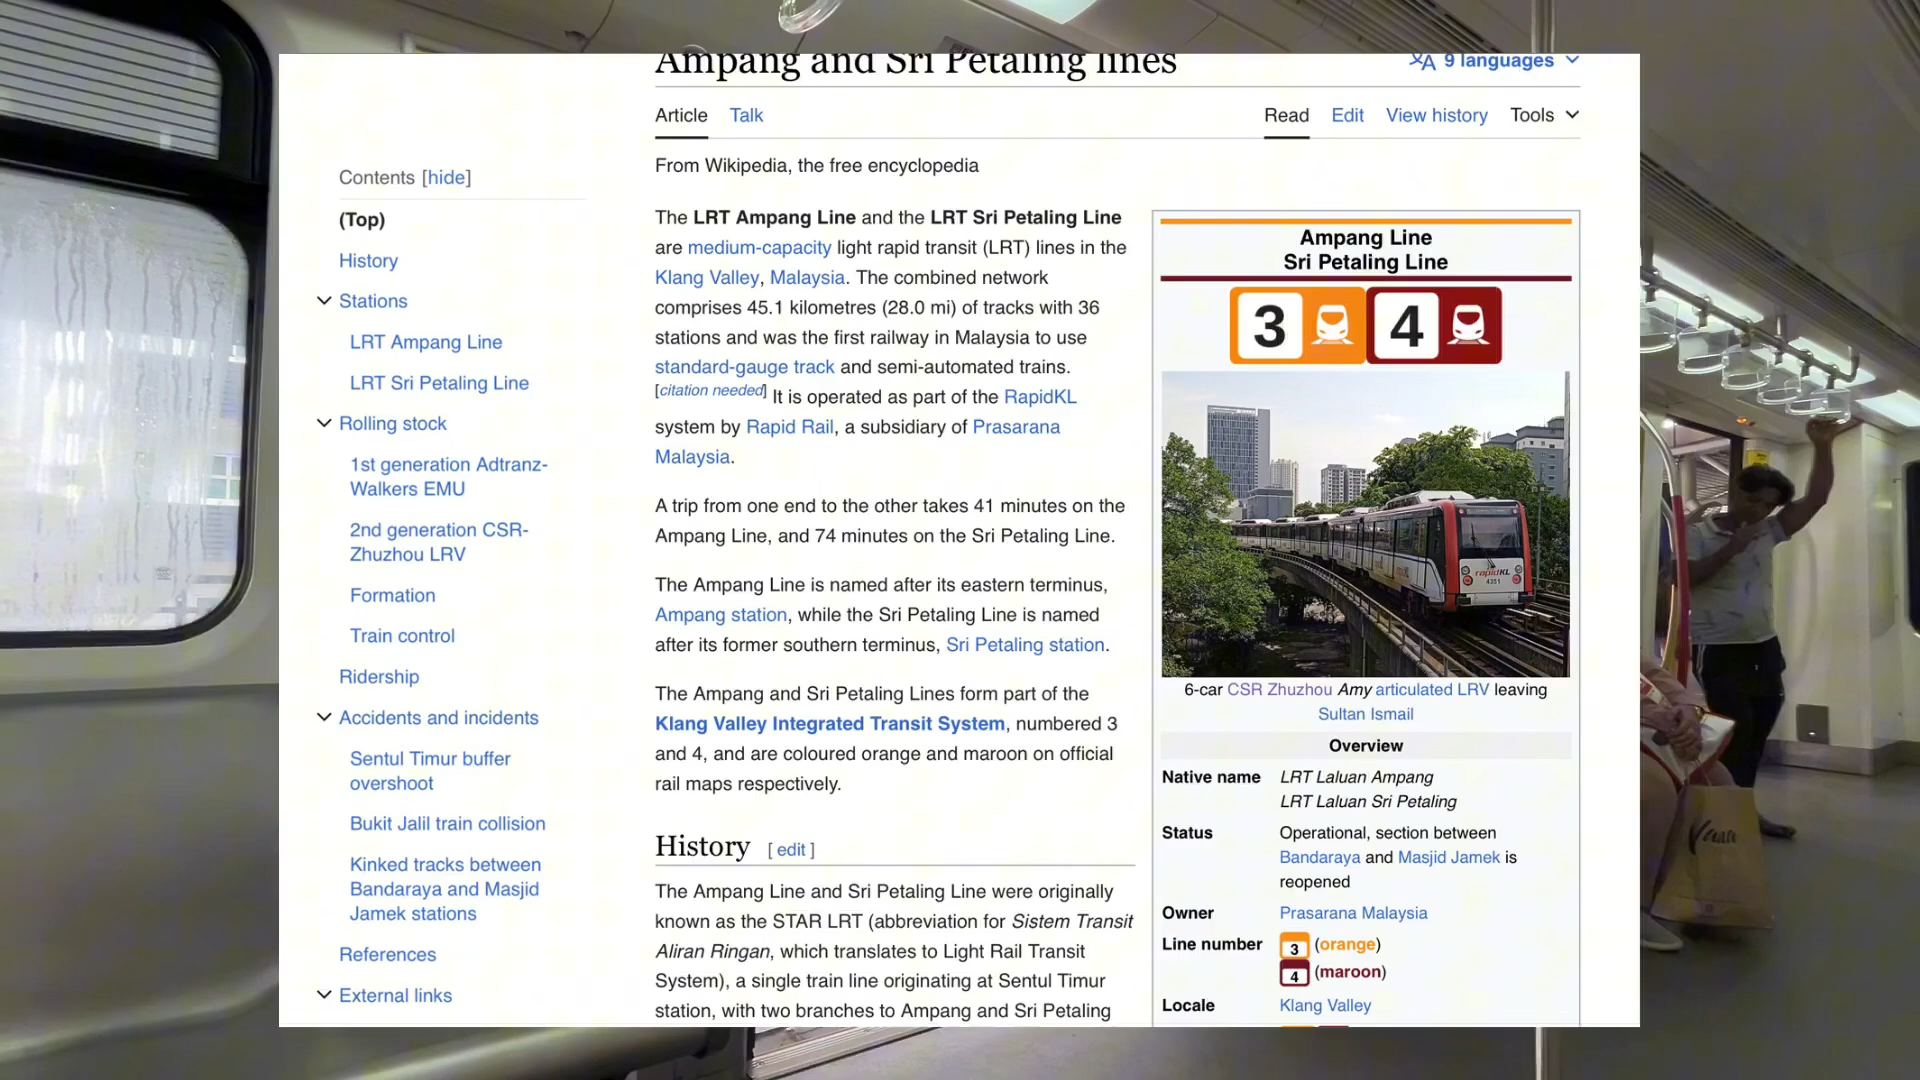 Ampang and Sri Petaling lines
9 languages
Article Talk
Read Edit View history Tools
From Wikipedia, the free encyclopedia
Contents [hide]
(Top)
History
Stations
LRT Ampang Line
LRT Sri Petaling Line
Rolling stock
1st generation Adtranz-
Walkers EMU
2nd generation CSR-
Zhuzhou LRV
Formation
Train control
Ridership
Accidents and incidents
Sentul Timur buffer
overshoot
Bukit Jalil train collision
Kinked tracks between
Bandaraya and Masjid
Jamek stations
References
External links
The LRT Ampang Line and the LRT Sri Petaling Line
are medium-capacity light rapid transit (LRT) lines in the
Klang Valley, Malaysia. The combined network
comprises 45.1 kilometres (28.0 mi) of tracks with 36
stations and was the first railway in Malaysia to use
standard-gauge track and semi-automated trains.
[citation needed] It is operated as part of the RapidKL
system by Rapid Rail, a subsidiary of Prasarana
Malaysia.
A trip from one end to the other takes 41 minutes on the
Ampang Line, and 74 minutes on the Sri Petaling Line.
The Ampang Line is named after its eastern terminus,
Ampang station, while the Sri Petaling Line is named
after its former southern terminus, Sri Petaling station.
The Ampang and Sri Petaling Lines form part of the
Klang Valley Integrated Transit System, numbered 3
and 4, and are coloured orange and maroon on official
rail maps respectively.
History [ edit ]
The Ampang Line and Sri Petaling Line were originally
known as the STAR LRT (abbreviation for Sistem Transit
Aliran Ringan, which translates to Light Rail Transit
System), a single train line originating at Sentul Timur
station, with two branches to Ampang and Sri Petaling
Ampang Line
Sri Petaling Line
3 4
rapidKL
4351
6-car CSR Zhuzhou Amy articulated LRV leaving
Sultan Ismail
Overview
Native name LRT Laluan Ampang
LRT Laluan Sri Petaling
Status Operational, section between
Bandaraya and Masjid Jamek is
reopened
Owner Prasarana Malaysia
Line number 3 (orange)
4 (maroon)
Locale Klang Valley